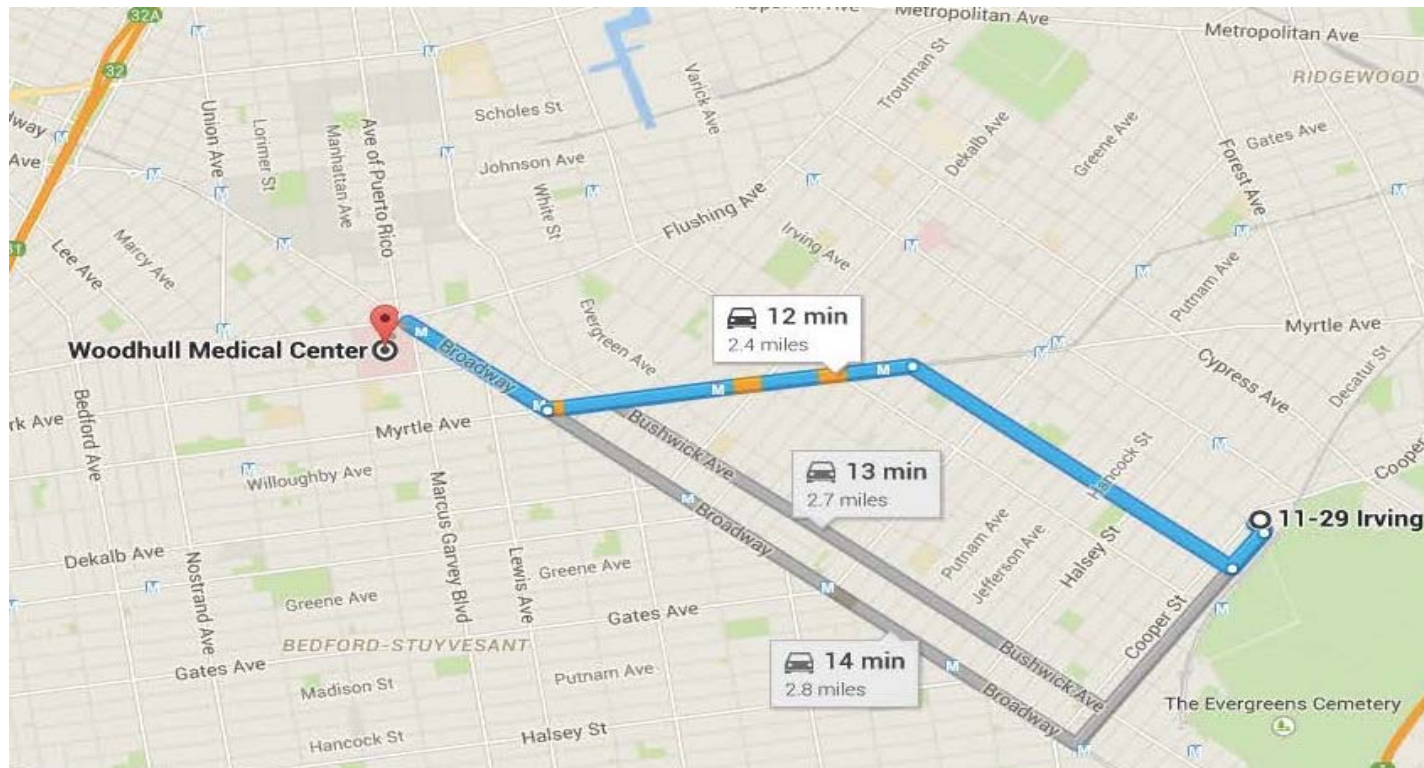 32A
Metropolitan Ave
Metropolitan Ave
32
RIDGEWOOD
Varick Ave
Troutman St
Union Ave
Scholes St
Lorimer St
Manhattan Ave
Ave of Puerto Rico
Johnson Ave
Dekalb Ave
Greene Ave
Gates Ave
Forest Ave
Ave
White St
Flushing Ave
Irving Ave
Marcy Ave
Lee Ave
Putnam Ave
Evergreen Ave
12 min
2.4 miles
Myrtle Ave
Woodhull Medical Center
Broadway
Cypress Ave
Decatur St
Bedford Ave
Myrtle Ave
Bushwick Ave
Hancock St
Cooper
Willoughby Ave
13 min
2.7 miles
Marcus Garvey Blvd
Broadway
11-29 Irving
Dekalb Ave
Nostrand Ave
Lewis Ave
Greene Ave
Putnam Ave
Jefferson Ave
Halsey St
Greene Ave
Gates Ave
Cooper St
BEDFORD-STUYVESANT
Gates Ave
Putnam Ave
14 min
2.8 miles
Bushwick Ave
Madison St
Broadway
The Evergreens Cemetery
Hancock St
Halsey St